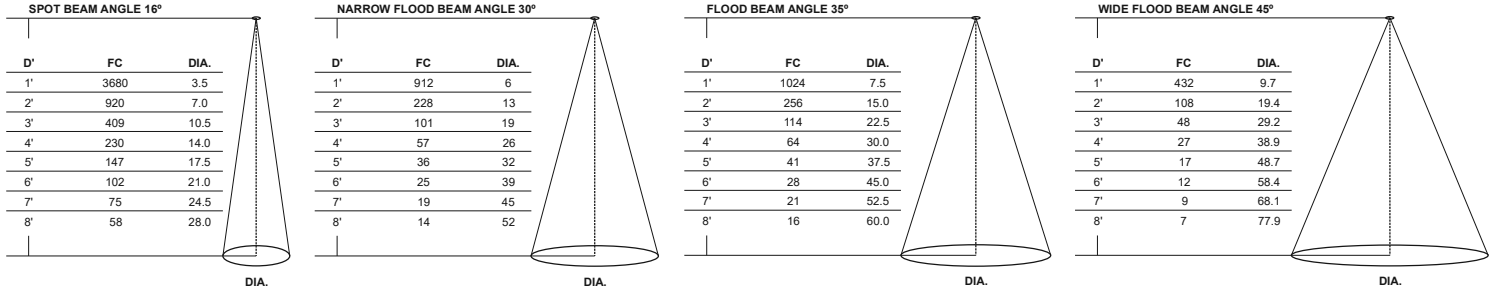 SPOT BEAM ANGLE 16º
D' FC DIA.
1' 3680 3.5
2' 920 7.0
3' 409 10.5
4' 230 14.0
5' 147 17.5
6' 102 21.0
7' 75 24.5
8' 58 28.0
DIA.
NARROW FLOOD BEAM ANGLE 30º
D' FC DIA.
1' 912 6
2' 228 13
3' 101 19
4' 57 26
5' 36 32
6' 25 39
7' 19 45
8' 14 52
DIA.
FLOOD BEAM ANGLE 35º
D' FC DIA.
1' 1024 7.5
2' 256 15.0
3' 114 22.5
4' 64 30.0
5' 41 37.5
6' 28 45.0
7' 21 52.5
8' 16 60.0
DIA.
WIDE FLOOD BEAM ANGLE 45º
D' FC DIA.
1' 432 9.7
2' 108 19.4
3' 48 29.2
4' 27 38.9
5' 17 48.7
6' 12 58.4
7' 9 68.1
8' 7 77.9
DIA.